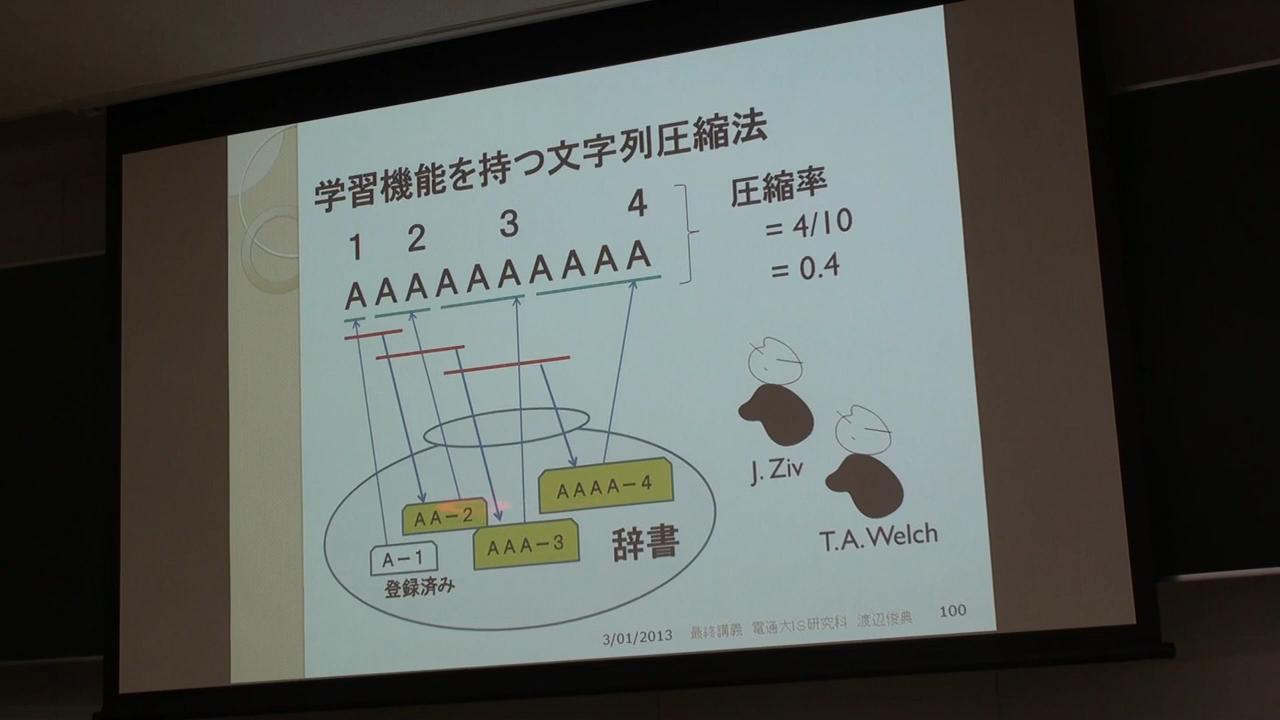 学習機能を持つ文字列圧縮法
1 2 3 4
AAAAAAAAAA
圧縮率
= 4/10
= 0.4
J. Ziv
T.A. Welch
AAAA－4
AA－2
AAA－3
辞書
A－1
登録済み
3/01/2013 最終講義 電通大IS研究科 渡辺俊典 100